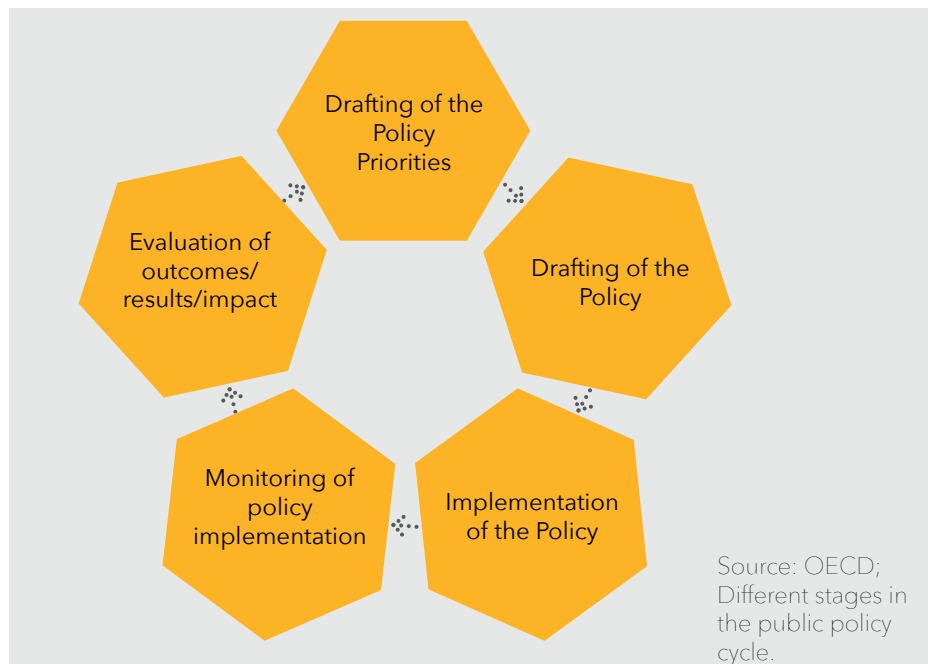 Drafting of the
Policy
Priorities
Drafting of the
Policy
Implementation
of the Policy
Monitoring of
policy
implementation
Evaluation of
outcomes/
results/impact
Source: OECD;
Different stages in
the public policy
cycle.